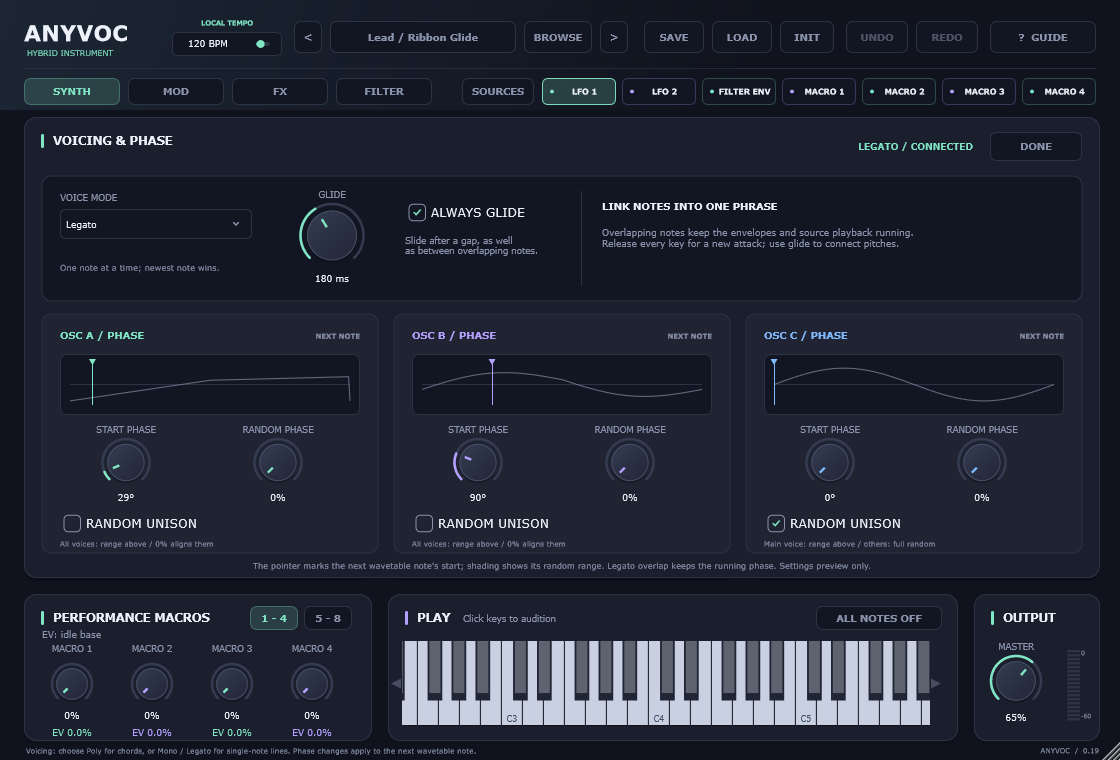 ANYVOC
HYBRID INSTRUMENT
LOCAL TEMPO
120 BPM
<
Lead / Ribbon Glide
BROWSE
>
SAVE
LOAD
INIT
UNDO
REDO
? GUIDE
SYNTH
MOD
FX
FILTER
SOURCES
LFO 1
LFO 2
FILTER ENV
MACRO 1
MACRO 2
MACRO 3
MACRO 4
VOICING & PHASE
LEGATO / CONNECTED
DONE
VOICE MODE
Legato
One note at a time; newest note wins.
GLIDE
180 ms
ALWAYS GLIDE
Slide after a gap, as well
as between overlapping notes.
LINK NOTES INTO ONE PHRASE
Overlapping notes keep the envelopes and source playback running.
Release every key for a new attack; use glide to connect pitches.
OSC A / PHASE
NEXT NOTE
START PHASE
RANDOM PHASE
29°
0%
RANDOM UNISON
All voices: range above / 0% aligns them
OSC B / PHASE
NEXT NOTE
START PHASE
RANDOM PHASE
90°
0%
RANDOM UNISON
All voices: range above / 0% aligns them
OSC C / PHASE
NEXT NOTE
START PHASE
RANDOM PHASE
0°
0%
RANDOM UNISON
Main voice: range above / others: full random
The pointer marks the next wavetable note's start; shading shows its random range. Legato overlap keeps the running phase. Settings preview only.
PERFORMANCE MACROS
1 - 4
5 - 8
EV: idle base
MACRO 1
MACRO 2
MACRO 3
MACRO 4
0%
0%
0%
0%
EV 0.0%
EV 0.0%
EV 0.0%
EV 0.0%
PLAY
Click keys to audition
ALL NOTES OFF
C3
C4
C5
OUTPUT
MASTER
65%
0
-60
Voicing: choose Poly for chords, or Mono / Legato for single-note lines. Phase changes apply to the next wavetable note.
ANYVOC / 0.19